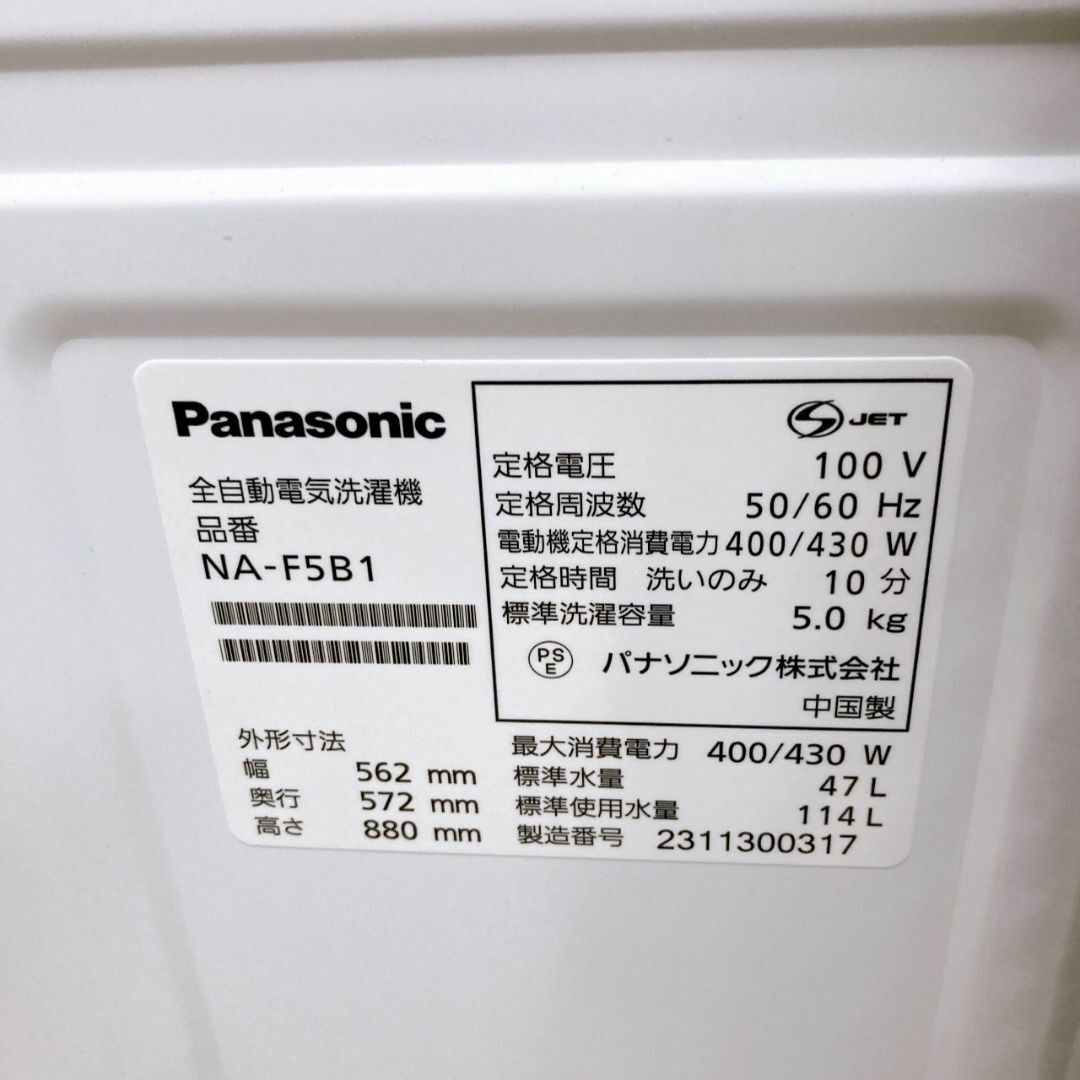 Panasonic
全自動電気洗濯機
品番
NA-F5B1
外形寸法
幅 562 mm
奥行 572 mm
高さ 880 mm
S JET
定格電圧 100 V
定格周波数 50/60 Hz
電動機定格消費電力 400/430 W
定格時間 洗いのみ 10 分
標準洗濯容量 5.0 kg
PSE パナソニック株式会社
中国製
最大消費電力 400/430 W
標準水量 47 L
標準使用水量 114 L
製造番号 2311300317